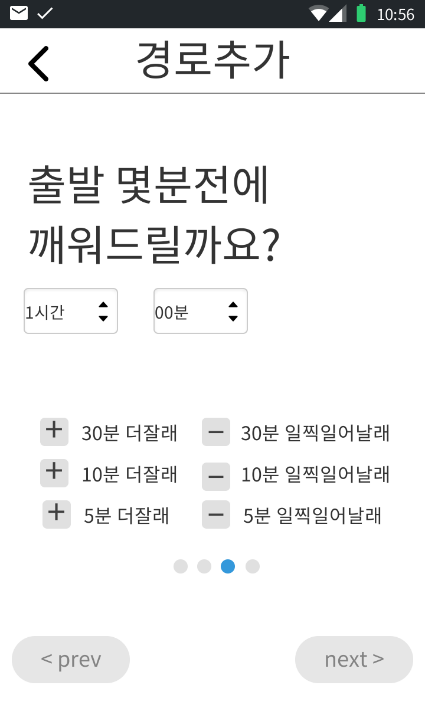 10:56
경로추가
출발 몇분전에
깨워드릴까요?
1시간 00분
+ 30분 더잘래 − 30분 일찍일어날래
+ 10분 더잘래 − 10분 일찍일어날래
+ 5분 더잘래 − 5분 일찍일어날래
< prev next >